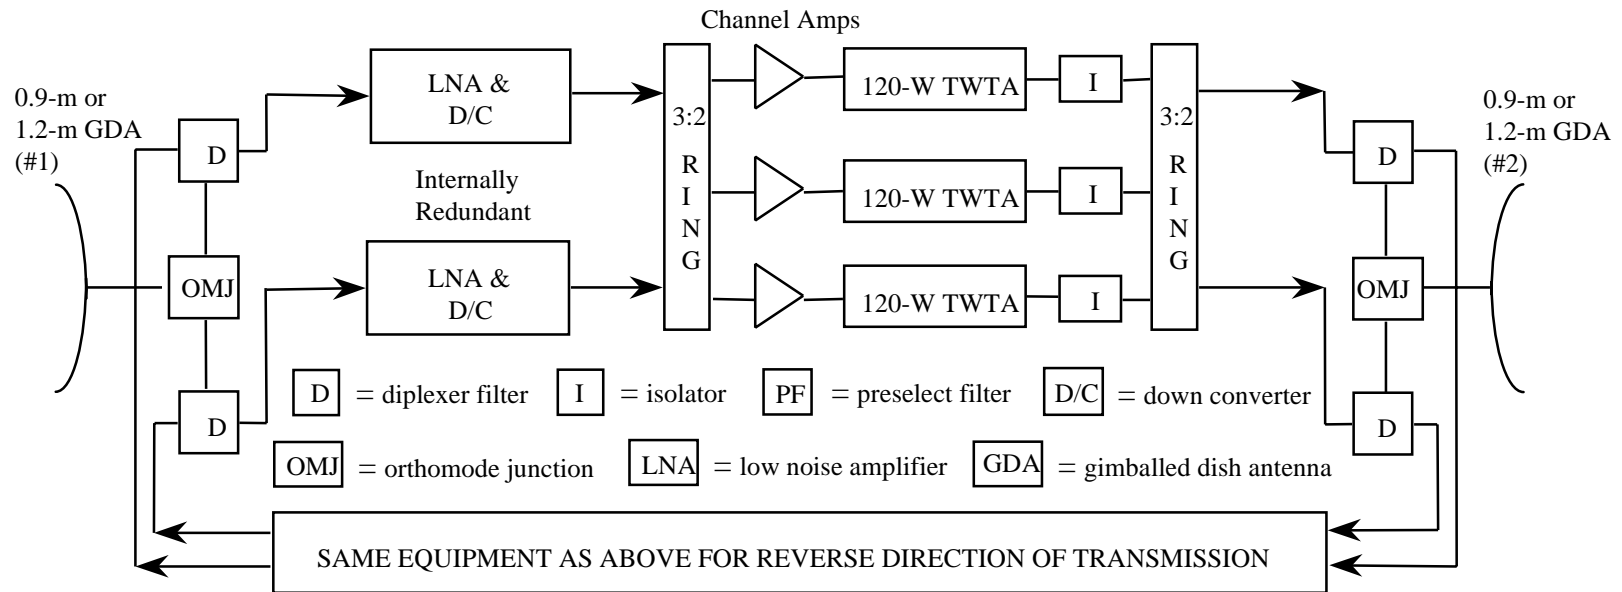 Channel Amps
0.9-m or
1.2-m GDA
(#1)
D
OMJ
D
LNA &
D/C
Internally
Redundant
LNA &
D/C
3:2
R
I
N
G
120-W TWTA
I
120-W TWTA
I
120-W TWTA
I
3:2
R
I
N
G
D
OMJ
D
0.9-m or
1.2-m GDA
(#2)
D = diplexer filter
I = isolator
PF = preselect filter
D/C = down converter
OMJ = orthomode junction
LNA = low noise amplifier
GDA = gimballed dish antenna
SAME EQUIPMENT AS ABOVE FOR REVERSE DIRECTION OF TRANSMISSION